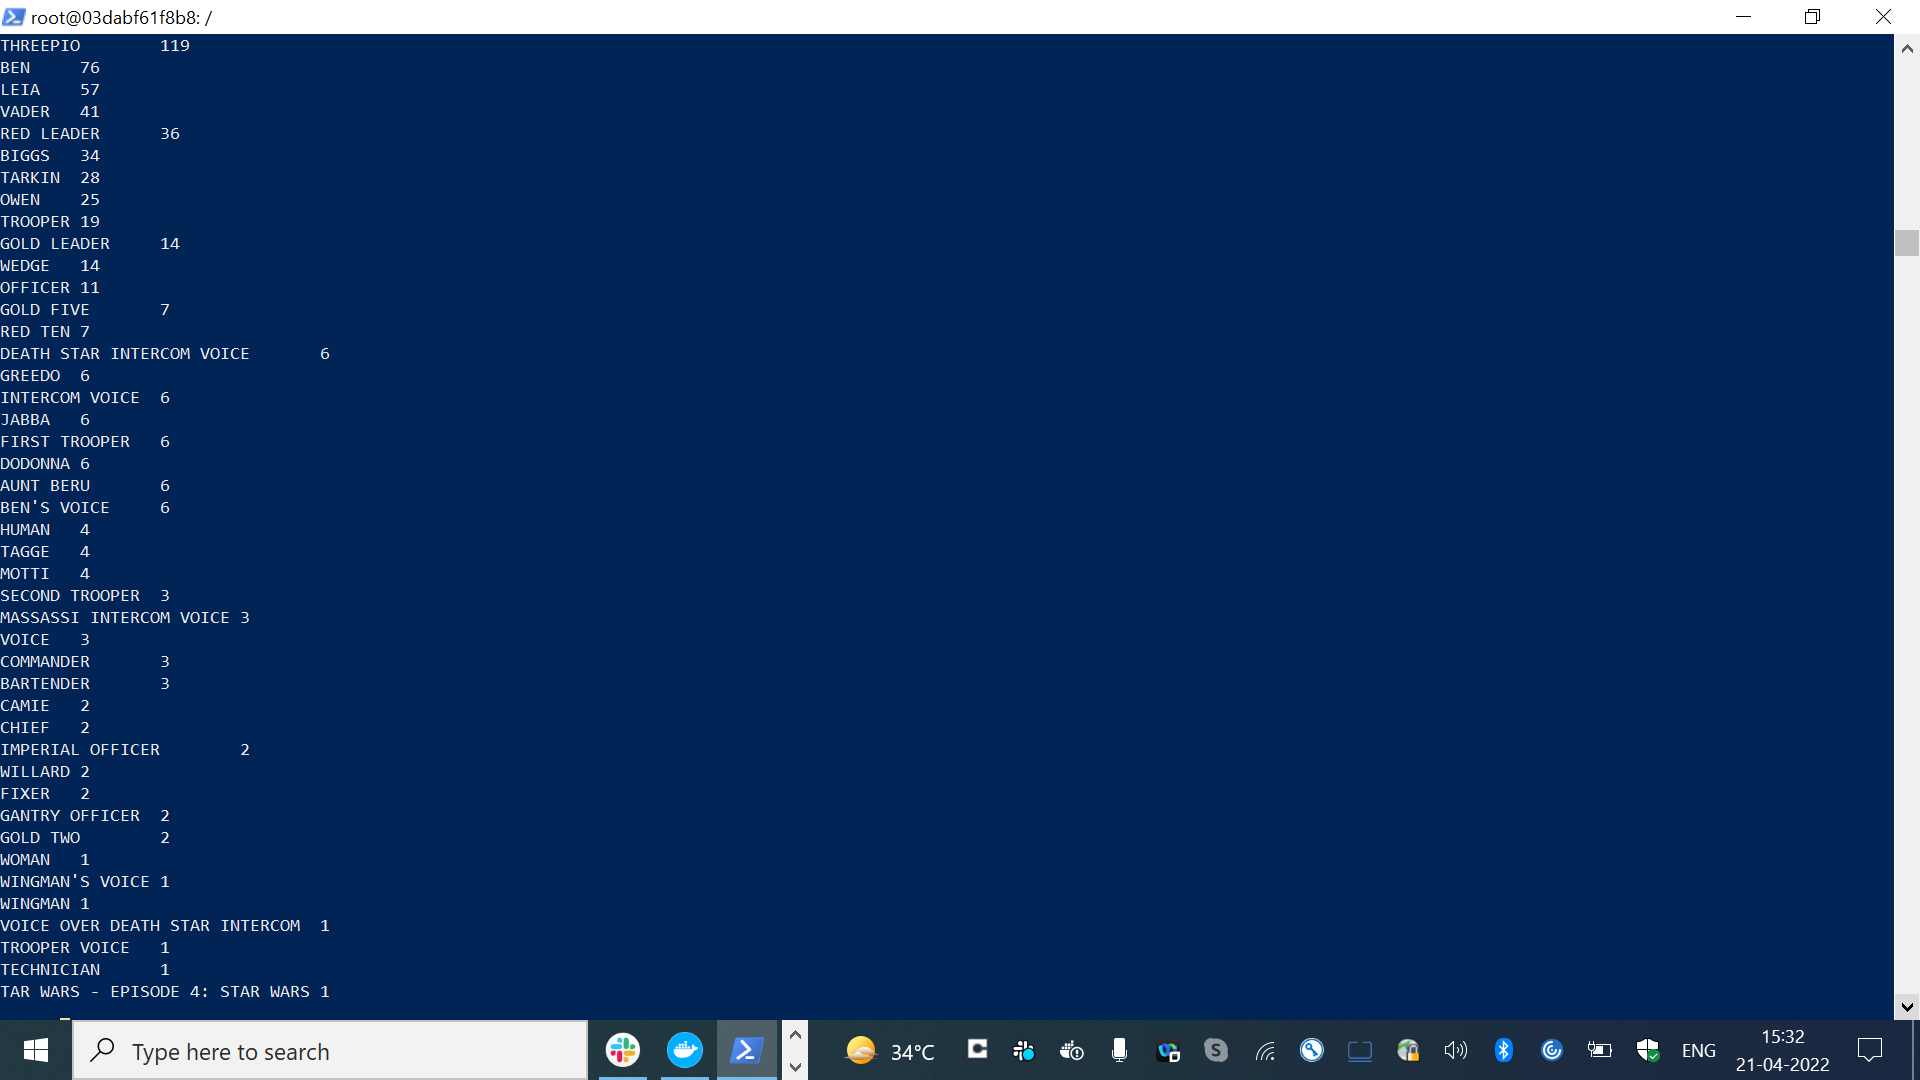 root@03dabf61f8b8: /
THREEPIO 119
BEN 76
LEIA 57
VADER 41
RED LEADER 36
BIGGS 34
TARKIN 28
OWEN 25
TROOPER 19
GOLD LEADER 14
WEDGE 14
OFFICER 11
GOLD FIVE 7
RED TEN 7
DEATH STAR INTERCOM VOICE 6
GREEDO 6
INTERCOM VOICE 6
JABBA 6
FIRST TROOPER 6
DODONNA 6
AUNT BERU 6
BEN'S VOICE 6
HUMAN 4
TAGGE 4
MOTTI 4
SECOND TROOPER 3
MASSASSI INTERCOM VOICE 3
VOICE 3
COMMANDER 3
BARTENDER 3
CAMIE 2
CHIEF 2
IMPERIAL OFFICER 2
WILLARD 2
FIXER 2
GANTRY OFFICER 2
GOLD TWO 2
WOMAN 1
WINGMAN'S VOICE 1
WINGMAN 1
VOICE OVER DEATH STAR INTERCOM 1
TROOPER VOICE 1
TECHNICIAN 1
TAR WARS - EPISODE 4: STAR WARS 1
Type here to search
34°C
ENG
15:32
21-04-2022